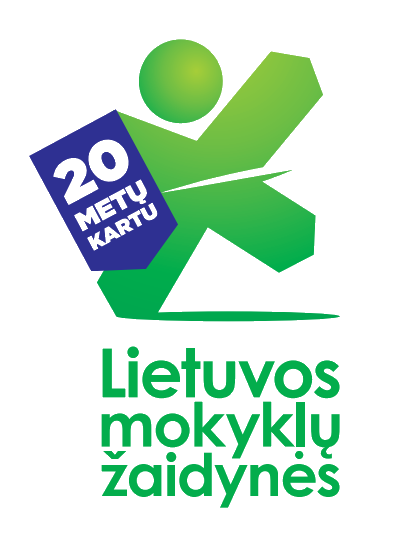 20
METŲ
KARTU
Lietuvos
mokyklų
žaidynės